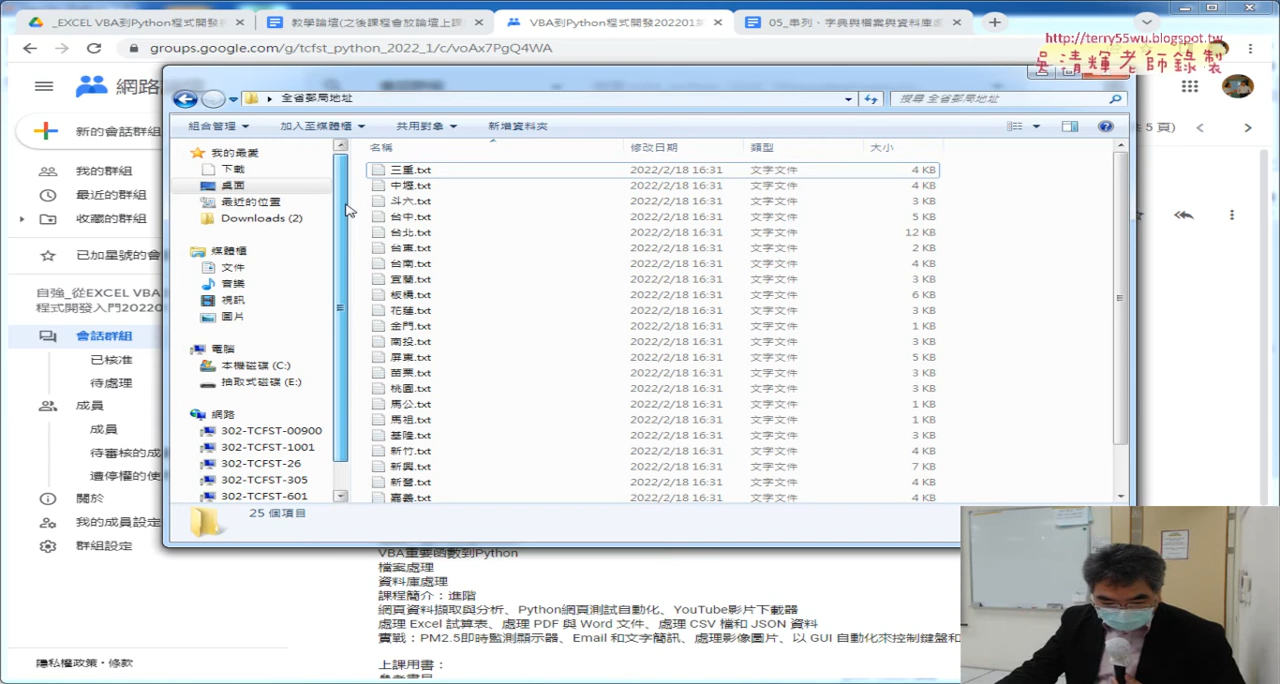 _EXCEL VBA到Python程式開發
教學論壇(之後課程會放論壇上課
VBA到Python程式開發202201第
05_串列、字典與檔案與資料庫處
groups.google.com/g/tcfst_python_2022_1/c/voAx7PgQ4WA
http://terry55wu.blogspot.tw
吳清輝老師錄製
網路
新的會話群組
我的群組
最近的群組
收藏的群組
已加星號的會
自強_從EXCEL VBA
程式開發入門20220
會話群組
已核准
待處理
成員
成員
待審核的成
遭停權的使
關於
我的成員設定
群組設定
隱私權政策・條款
5 頁)
全省郵局地址
搜尋 全省郵局地址
組合管理
加入至媒體櫃
共用對象
新增資料夾
我的最愛
下載
桌面
最近的位置
Downloads (2)
媒體櫃
文件
音樂
視訊
圖片
電腦
本機磁碟 (C:)
抽取式磁碟 (E:)
網路
302-TCFST-00900
302-TCFST-1001
302-TCFST-26
302-TCFST-305
302-TCFST-601
名稱 修改日期 類型 大小
三重.txt 2022/2/18 16:31 文字文件 4 KB
中壢.txt 2022/2/18 16:31 文字文件 4 KB
斗六.txt 2022/2/18 16:31 文字文件 3 KB
台中.txt 2022/2/18 16:31 文字文件 5 KB
台北.txt 2022/2/18 16:31 文字文件 12 KB
台東.txt 2022/2/18 16:31 文字文件 2 KB
台南.txt 2022/2/18 16:31 文字文件 4 KB
宜蘭.txt 2022/2/18 16:31 文字文件 3 KB
板橋.txt 2022/2/18 16:31 文字文件 6 KB
花蓮.txt 2022/2/18 16:31 文字文件 3 KB
金門.txt 2022/2/18 16:31 文字文件 1 KB
南投.txt 2022/2/18 16:31 文字文件 3 KB
屏東.txt 2022/2/18 16:31 文字文件 5 KB
苗栗.txt 2022/2/18 16:31 文字文件 3 KB
桃園.txt 2022/2/18 16:31 文字文件 4 KB
馬公.txt 2022/2/18 16:31 文字文件 1 KB
馬祖.txt 2022/2/18 16:31 文字文件 1 KB
基隆.txt 2022/2/18 16:31 文字文件 3 KB
新竹.txt 2022/2/18 16:31 文字文件 4 KB
新興.txt 2022/2/18 16:31 文字文件 7 KB
新營.txt 2022/2/18 16:31 文字文件 4 KB
嘉義.txt 2022/2/18 16:31 文字文件 4 KB
25 個項目
VBA重要函數到Python
檔案處理
資料庫處理
課程簡介：進階
網頁資料擷取與分析、Python網頁測試自動化、YouTube影片下載器
處理 Excel 試算表、處理 PDF 與 Word 文件、處理 CSV 檔和 JSON 資料
實戰：PM2.5即時監測顯示器、Email 和文字簡訊、處理影像圖片、以 GUI 自動化來控制鍵盤和
上課用書：